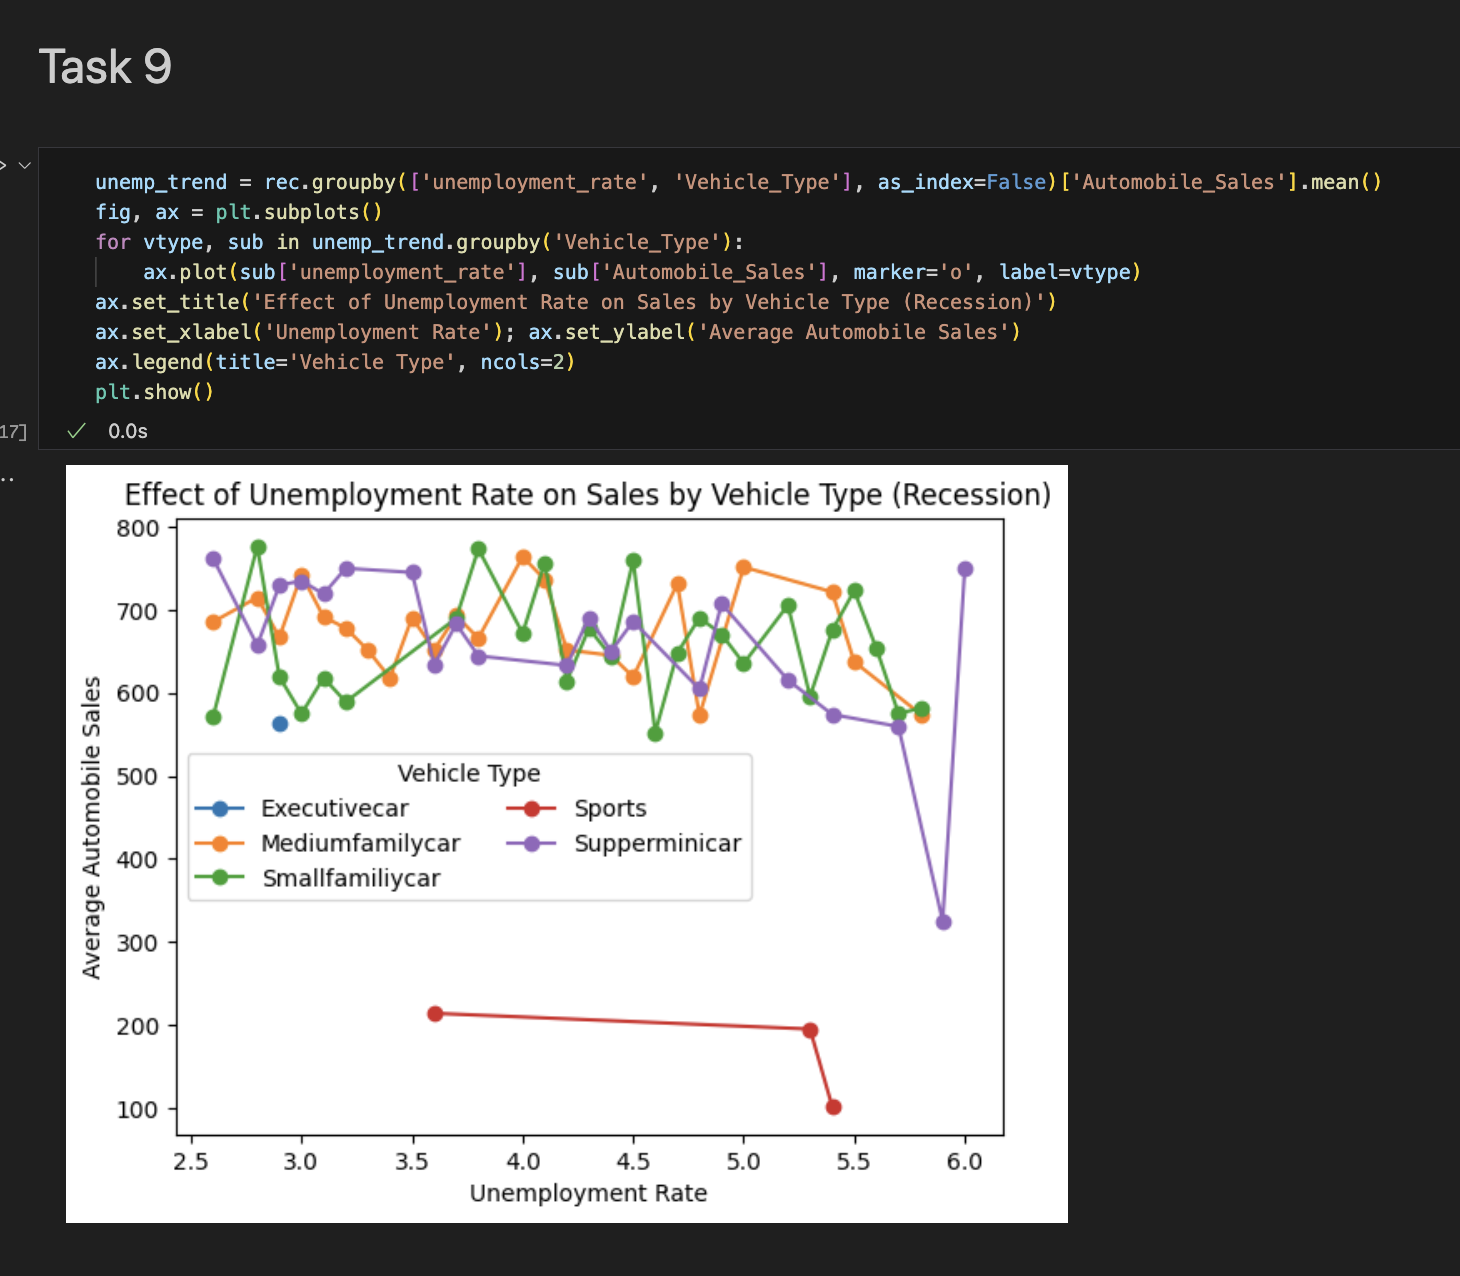 Task 9
unemp_trend = rec.groupby(['unemployment_rate', 'Vehicle_Type'], as_index=False)['Automobile_Sales'].mean()
fig, ax = plt.subplots()
for vtype, sub in unemp_trend.groupby('Vehicle_Type'):
    ax.plot(sub['unemployment_rate'], sub['Automobile_Sales'], marker='o', label=vtype)
ax.set_title('Effect of Unemployment Rate on Sales by Vehicle Type (Recession)')
ax.set_xlabel('Unemployment Rate'); ax.set_ylabel('Average Automobile Sales')
ax.legend(title='Vehicle Type', ncols=2)
plt.show()
17]
0.0s
Effect of Unemployment Rate on Sales by Vehicle Type (Recession)
800
700
600
500
400
300
200
100
Average Automobile Sales
Vehicle Type
Executivecar
Mediumfamilycar
Smallfamiliycar
Sports
Supperminicar
2.5 3.0 3.5 4.0 4.5 5.0 5.5 6.0
Unemployment Rate